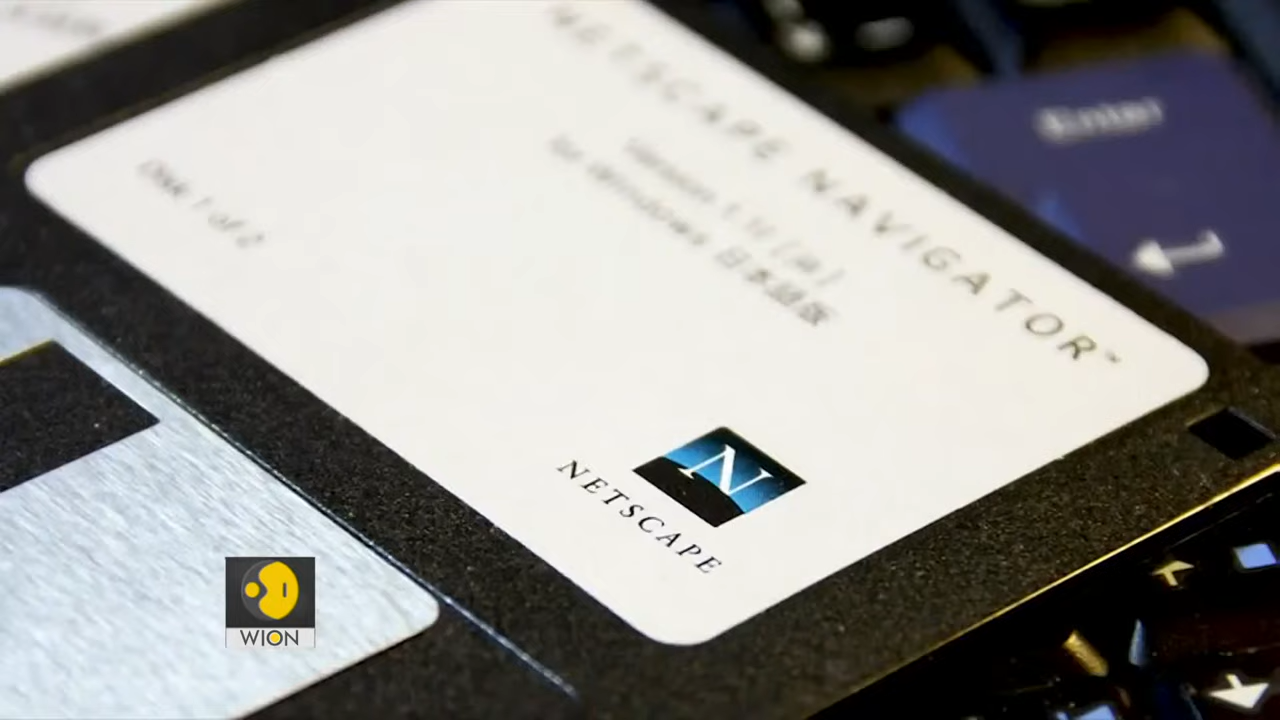 NETSCAPE NAVIGATOR™
for Windows 日本語版
Disk 1 of 2
NETSCAPE
N
Enter
WION